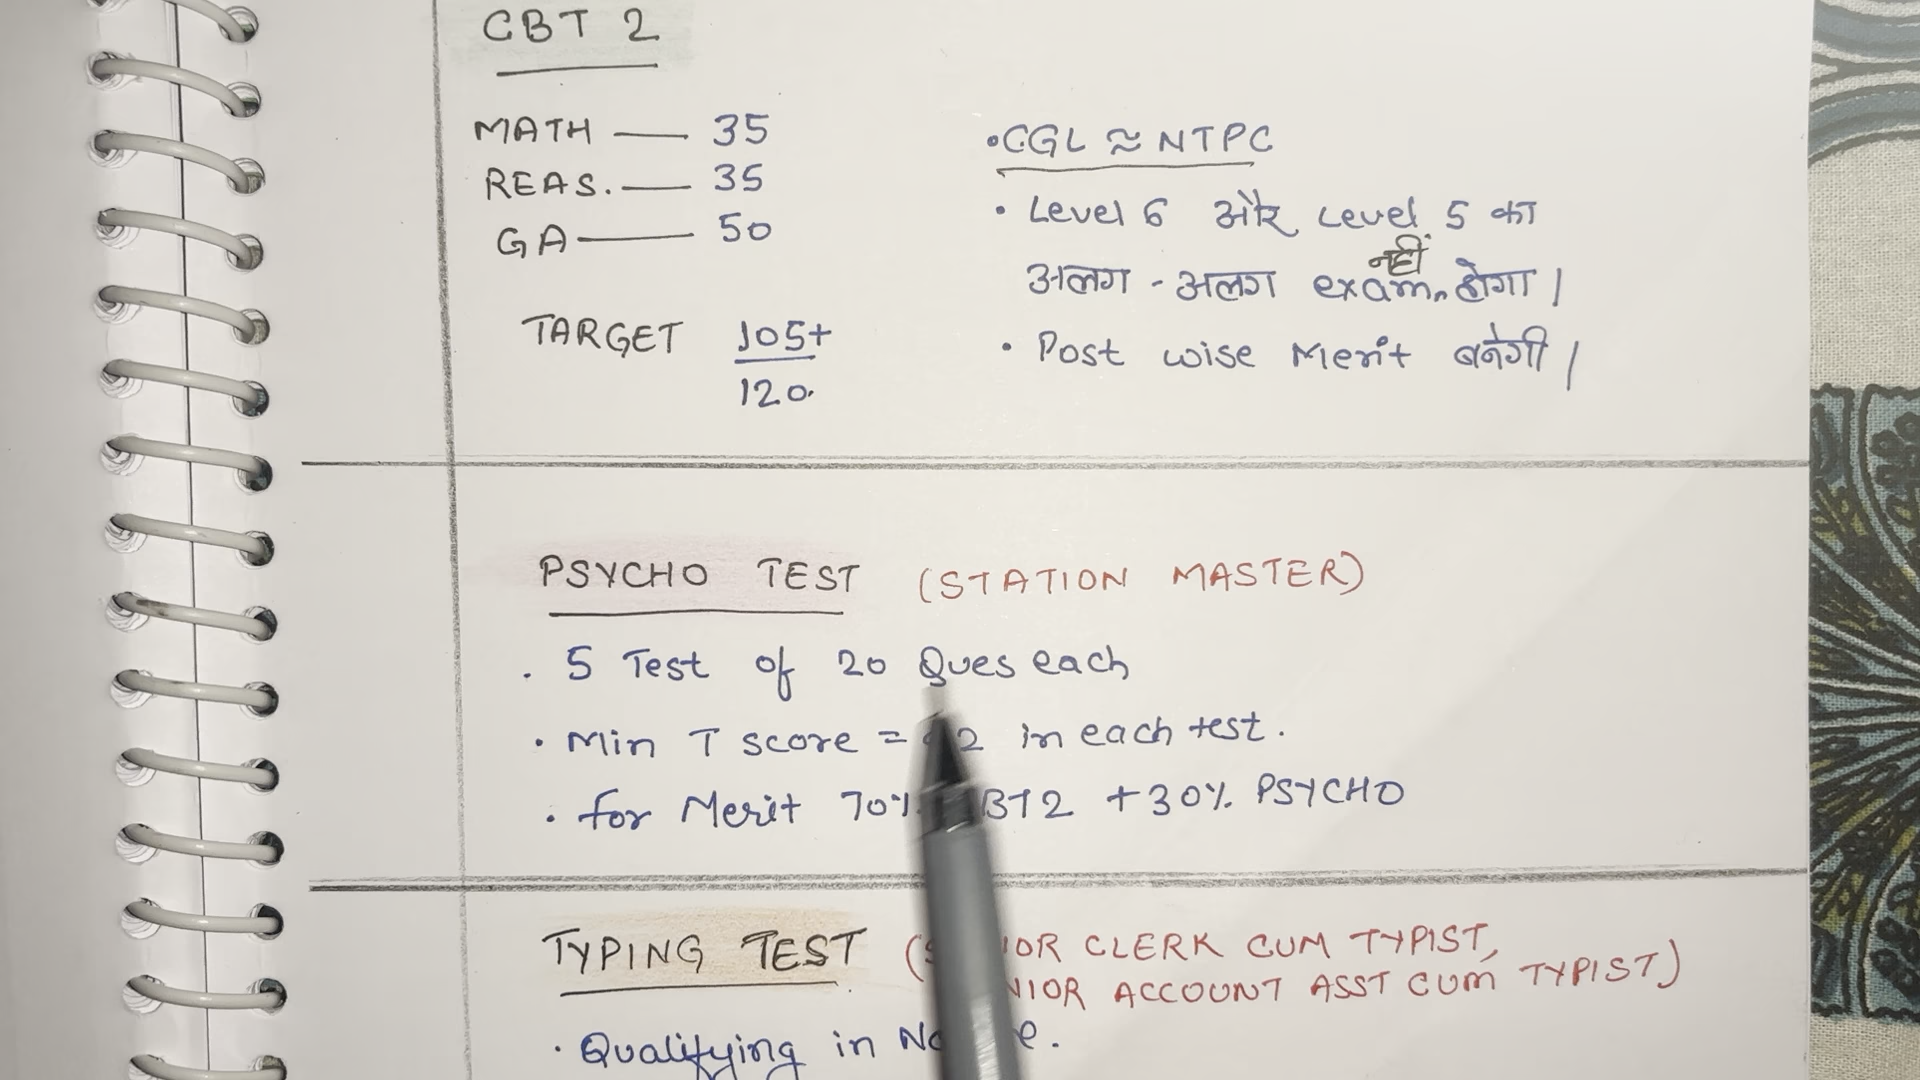 CBT 2
MATH — 35
REAS. — 35
GA — 50
TARGET 105+
120
• CGL ≈ NTPC
• Level 6 और Level 5 का
अलग - अलग exam नहीं होगा।
• Post wise Merit बनेगी।
PSYCHO TEST (STATION MASTER)
• 5 Test of 20 Ques each
• Min T score = 2 in each test.
• for Merit 70% BT2 + 30% PSYCHO
TYPING TEST (CLERK CUM TYPIST,
ACCOUNT ASST CUM TYPIST)
• Qualifying in